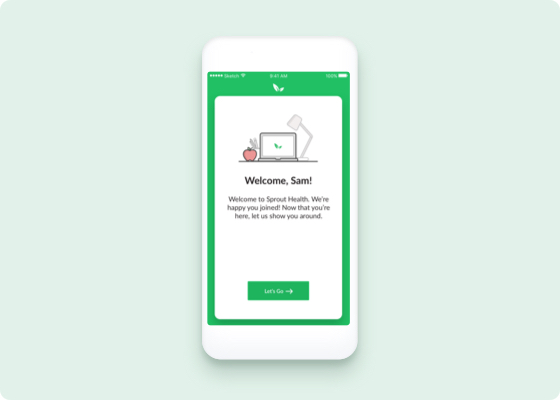 Sketch 9:41 AM 100%
Welcome, Sam!
Welcome to Sprout Health. We're
happy you joined! Now that you're
here, let us show you around.
Let's Go →